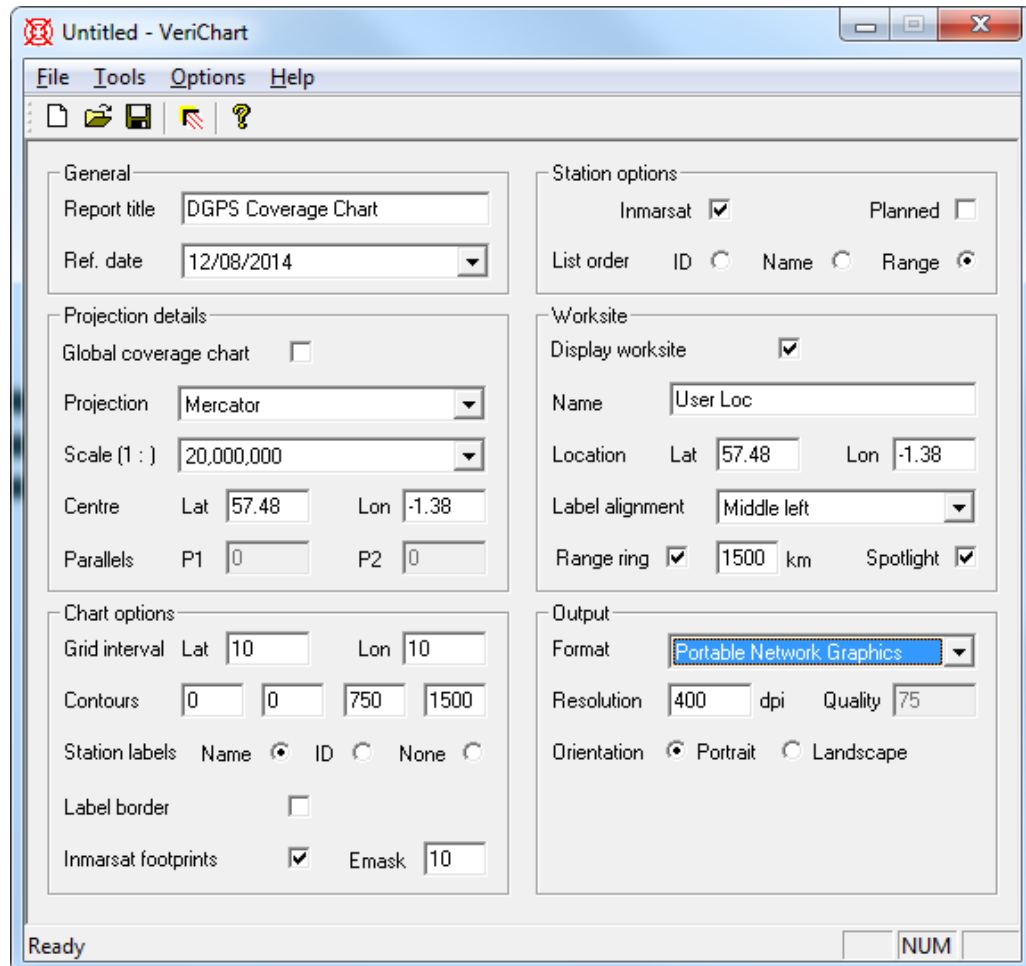 Untitled - VeriChart
File Tools Options Help
General
Report title DGPS Coverage Chart
Ref. date 12/08/2014
Station options
Inmarsat Planned
List order ID Name Range
Projection details
Global coverage chart
Projection Mercator
Scale (1 : ) 20,000,000
Centre Lat 57.48 Lon -1.38
Parallels P1 0 P2 0
Worksite
Display worksite
Name User Loc
Location Lat 57.48 Lon -1.38
Label alignment Middle left
Range ring 1500 km Spotlight
Chart options
Grid interval Lat 10 Lon 10
Contours 0 0 750 1500
Station labels Name ID None
Label border
Inmarsat footprints Emask 10
Output
Format Portable Network Graphics
Resolution 400 dpi Quality 75
Orientation Portrait Landscape
Ready NUM